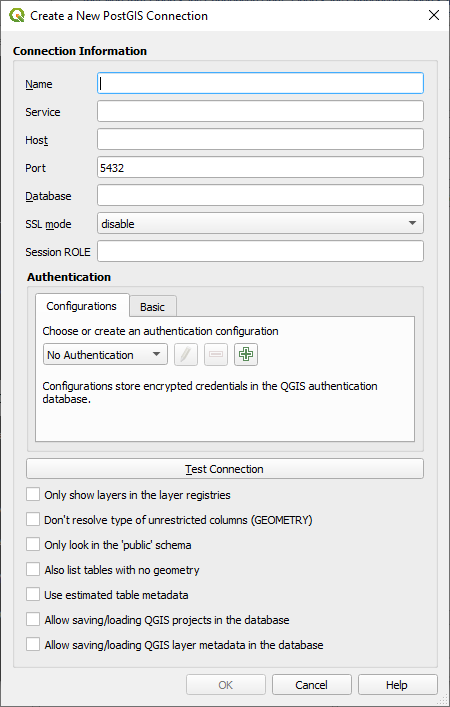 Create a New PostGIS Connection
Connection Information
Name
Service
Host
Port 5432
Database
SSL mode disable
Session ROLE
Authentication
Configurations Basic
Choose or create an authentication configuration
No Authentication
Configurations store encrypted credentials in the QGIS authentication
database.
Test Connection
Only show layers in the layer registries
Don't resolve type of unrestricted columns (GEOMETRY)
Only look in the 'public' schema
Also list tables with no geometry
Use estimated table metadata
Allow saving/loading QGIS projects in the database
Allow saving/loading QGIS layer metadata in the database
OK Cancel Help